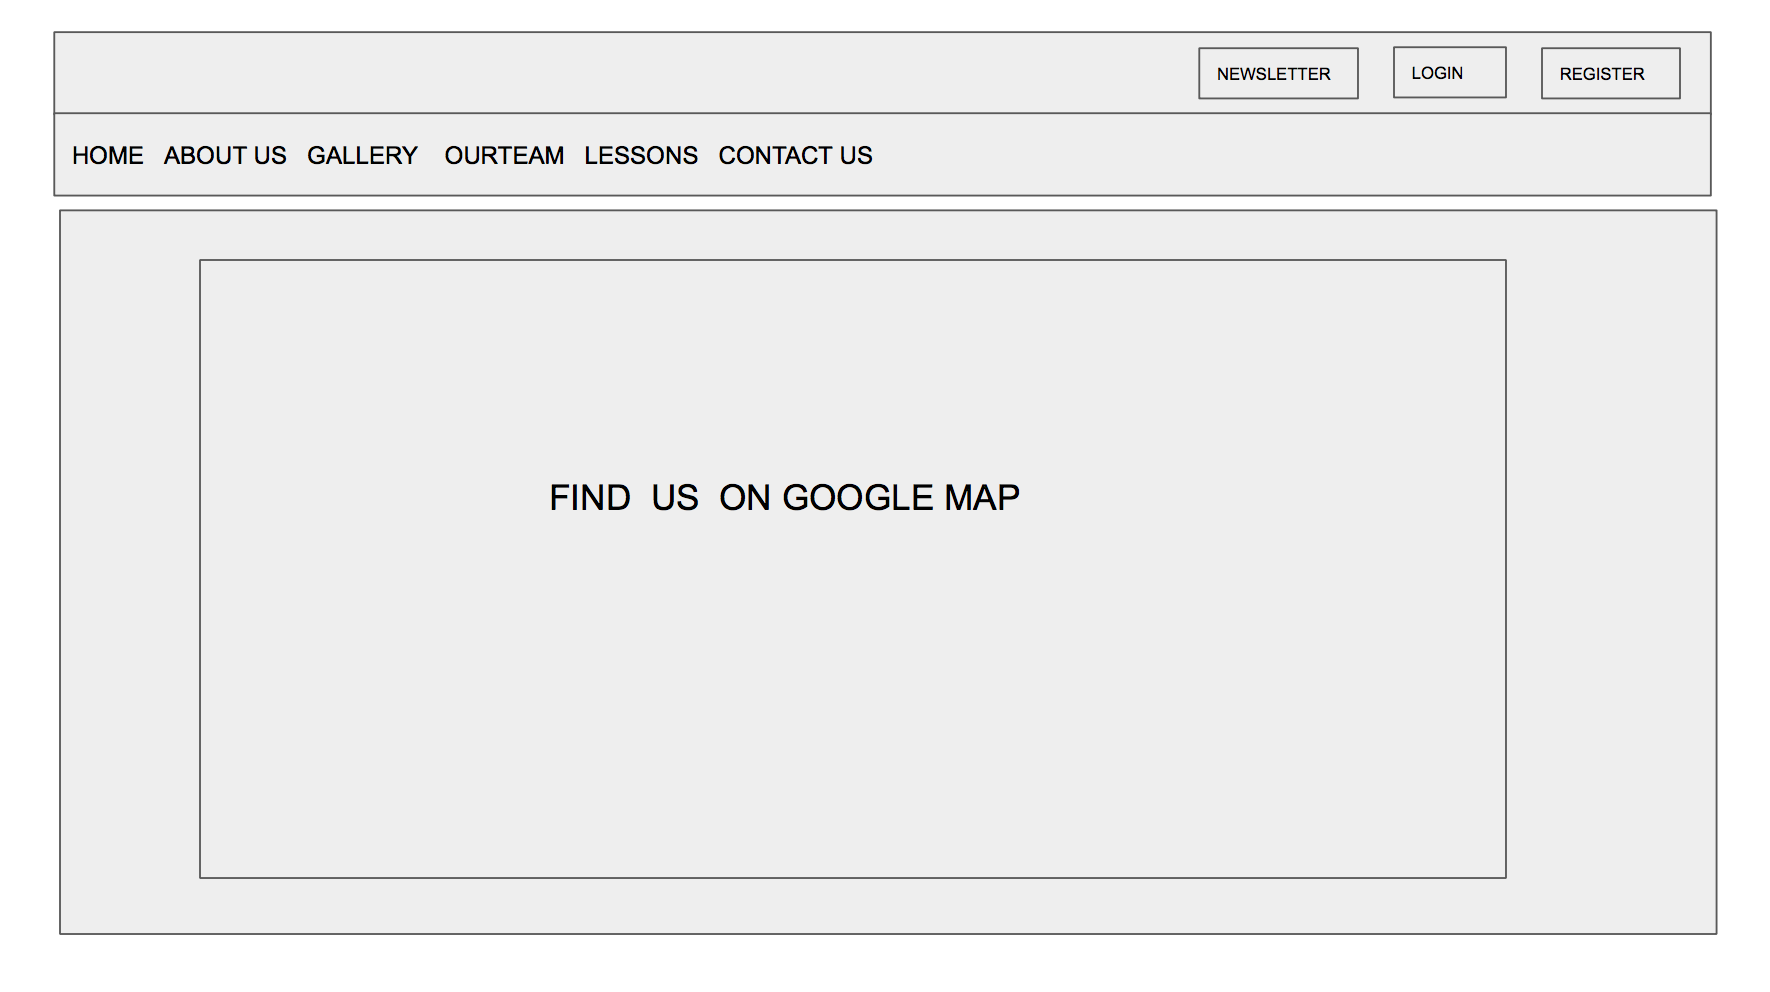 NEWSLETTER LOGIN REGISTER
HOME ABOUT US GALLERY OURTEAM LESSONS CONTACT US
FIND US ON GOOGLE MAP